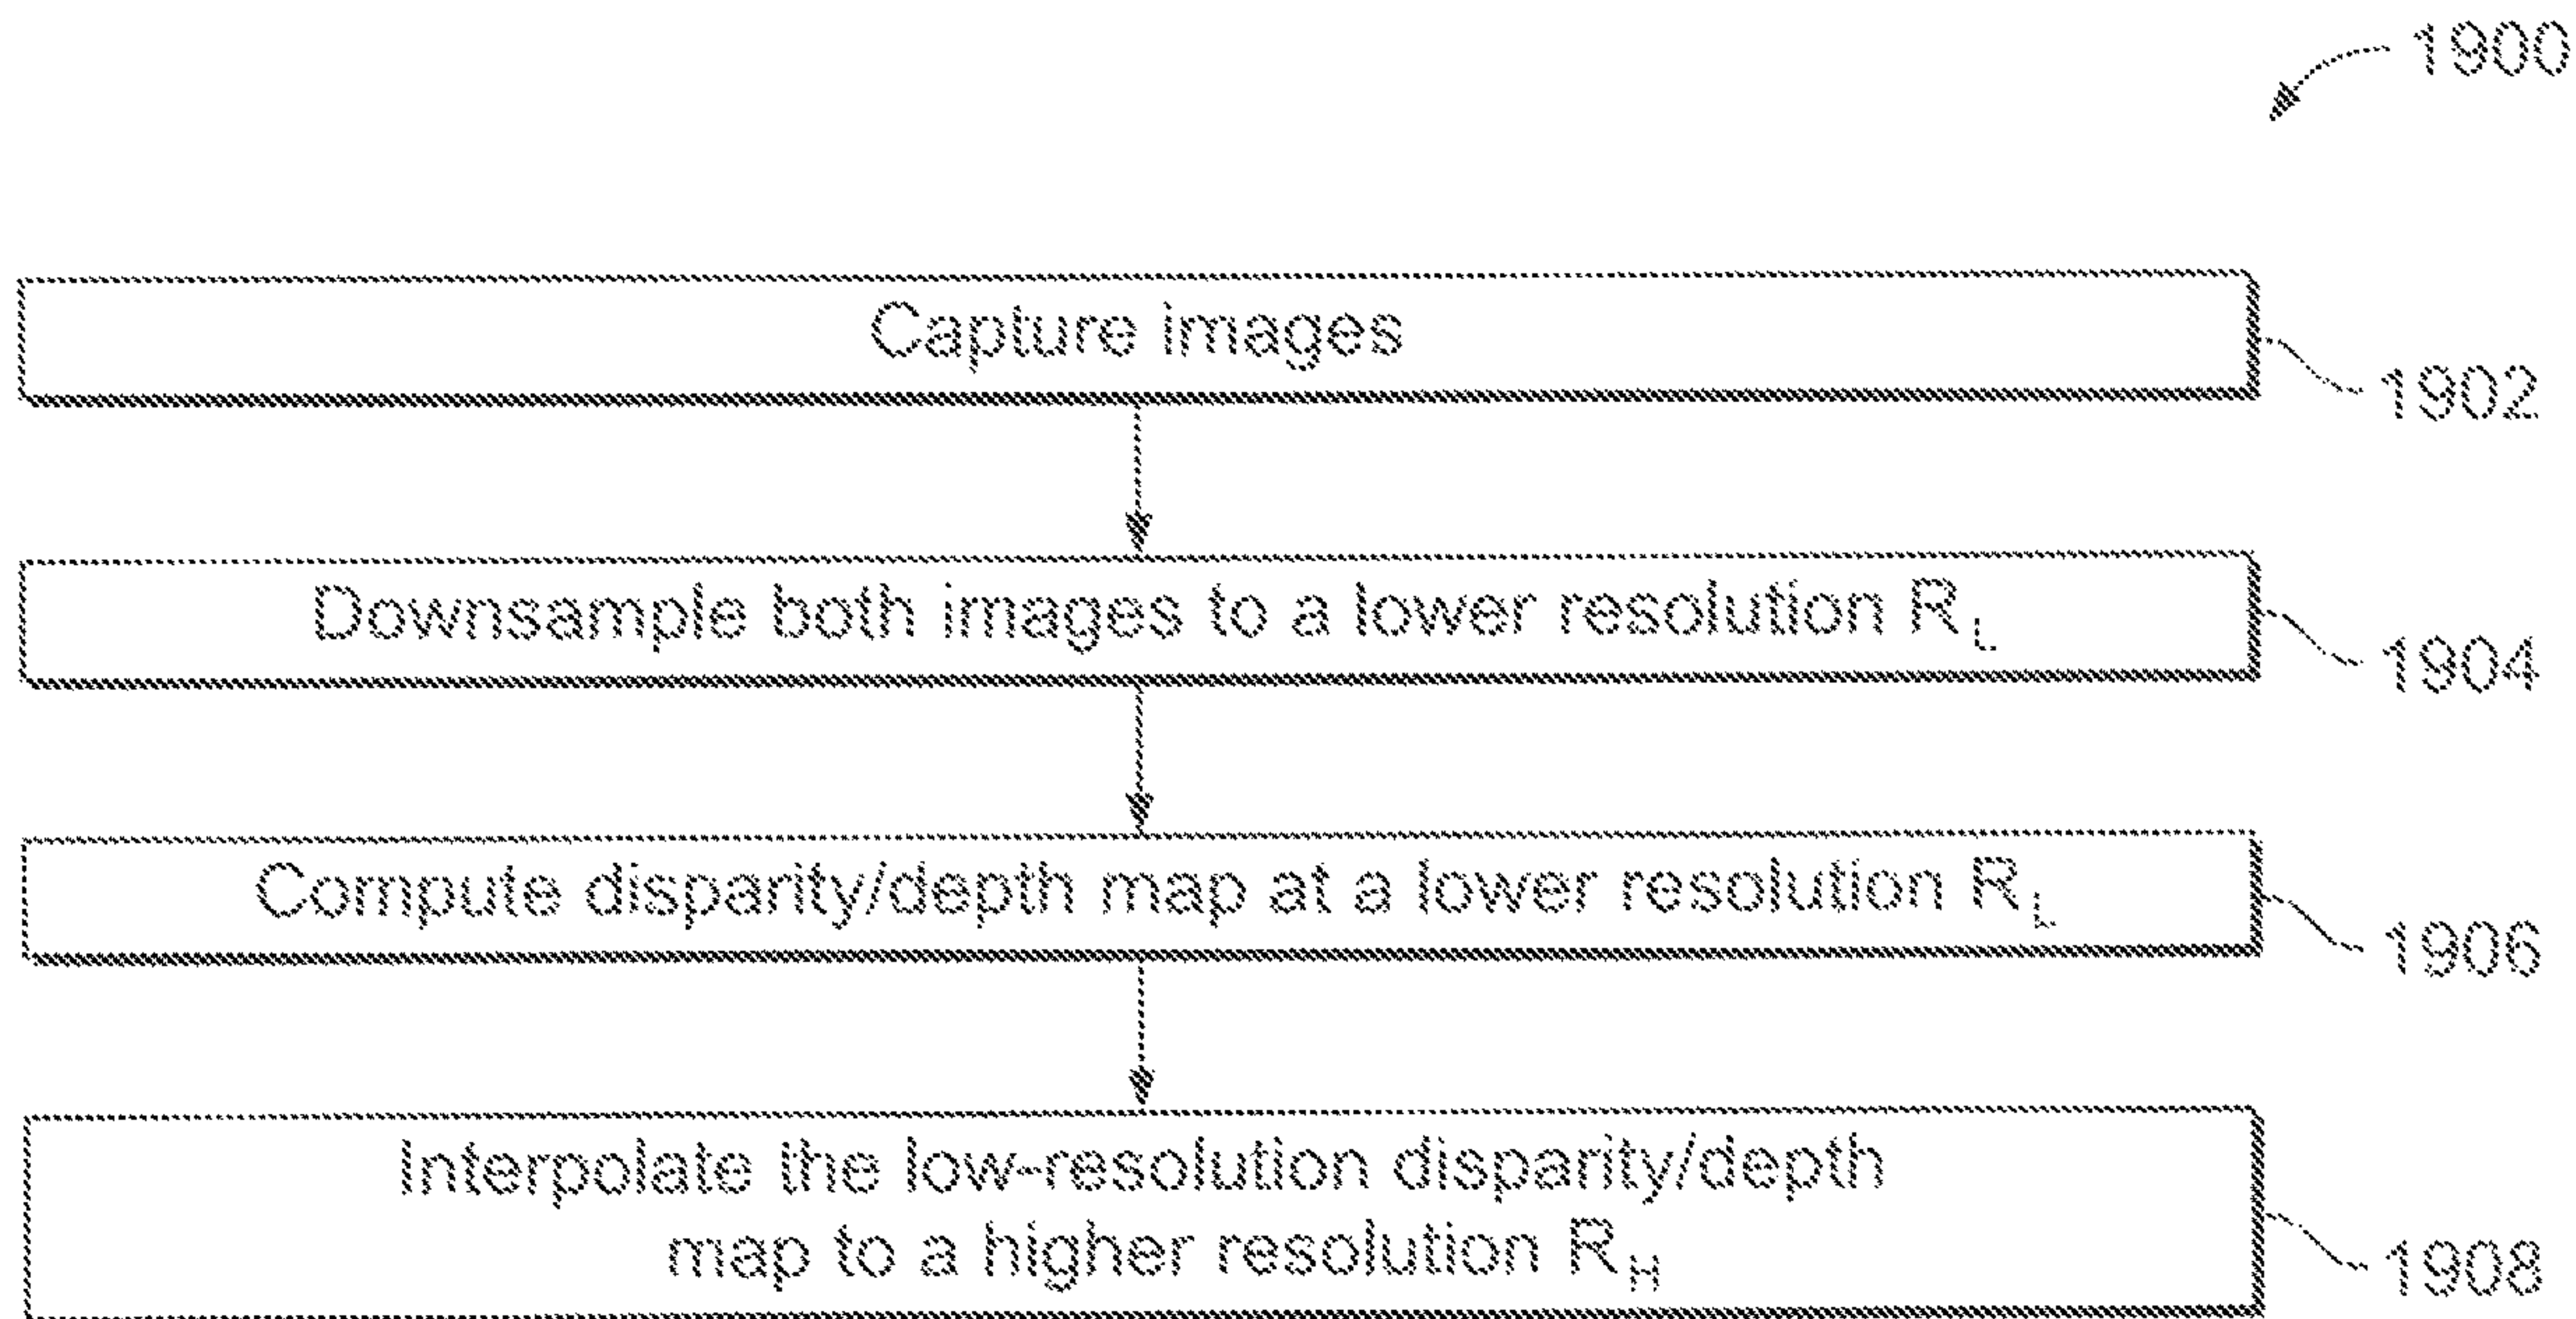 1900
Capture images
1902
Downsample both images to a lower resolution R_L
1904
Compute disparity/depth map at a lower resolution R_L
1906
Interpolate the low-resolution disparity/depth
map to a higher resolution R_H
1908